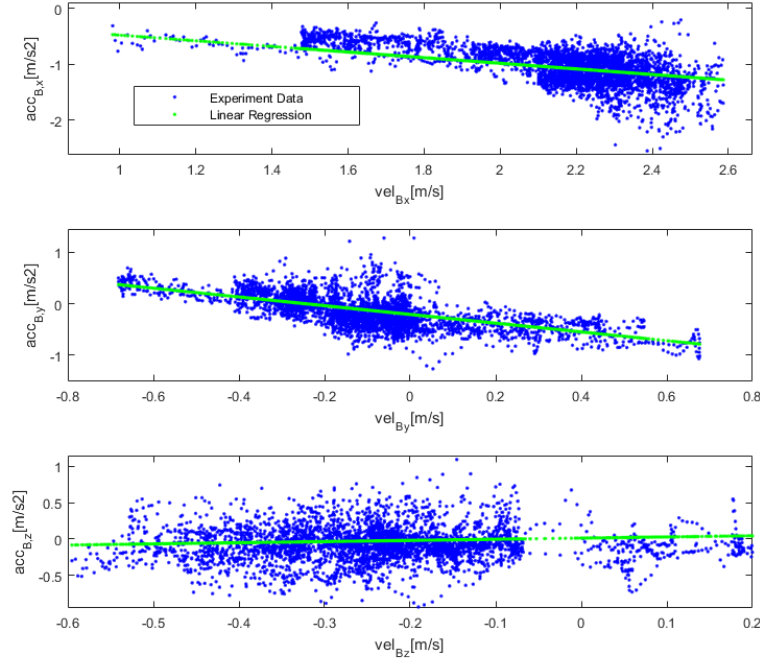 0
-1
-2
acc_B,x[m/s2]
Experiment Data
Linear Regression
1 1.2 1.4 1.6 1.8 2 2.2 2.4 2.6
vel_Bx[m/s]
1
0
-1
acc_B,y[m/s2]
-0.8 -0.6 -0.4 -0.2 0 0.2 0.4 0.6 0.8
vel_By[m/s]
1
0.5
0
-0.5
acc_B,z[m/s2]
-0.6 -0.5 -0.4 -0.3 -0.2 -0.1 0 0.1 0.2
vel_Bz[m/s]